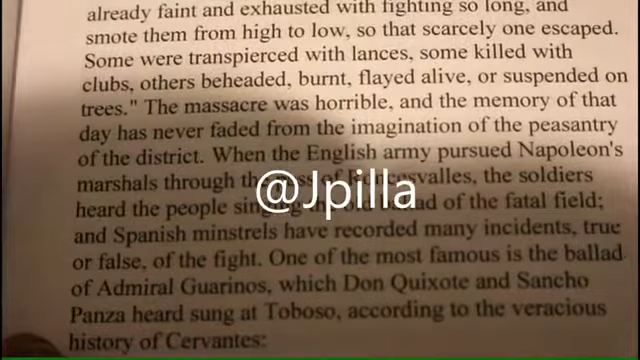 already faint and exhausted with fighting so long, and
smote them from high to low, so that scarcely one escaped.
Some were transpierced with lances, some killed with
clubs, others beheaded, burnt, flayed alive, or suspended on
trees." The massacre was horrible, and the memory of that
day has never faded from the imagination of the peasantry
of the district. When the English army pursued Napoleon's
marshals through the of the soldiers
heard the people of the fatal field;
and Spanish minstrels have recorded many incidents, true
or false, of the fight. One of the most famous is the ballad
of Admiral Guarinos, which Don Quixote and Sancho
Panza heard sung at Toboso, according to the veracious
history of Cervantes:
@Jpilla